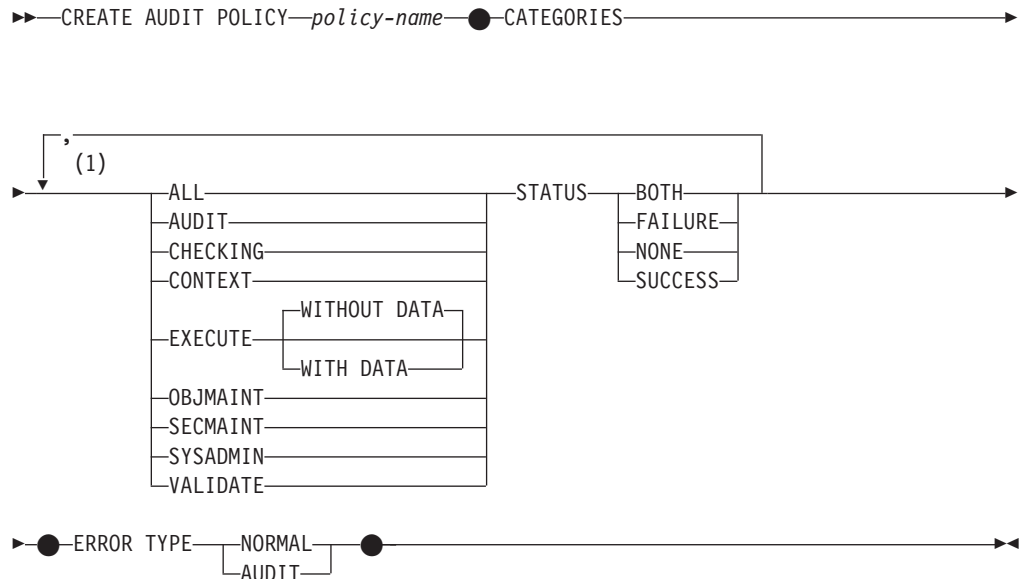 CREATE AUDIT POLICY policy-name CATEGORIES
,
(1)
ALL STATUS BOTH
AUDIT FAILURE
CHECKING NONE
CONTEXT SUCCESS
WITHOUT DATA
EXECUTE
WITH DATA
OBJMAINT
SECMAINT
SYSADMIN
VALIDATE
ERROR TYPE NORMAL
AUDIT